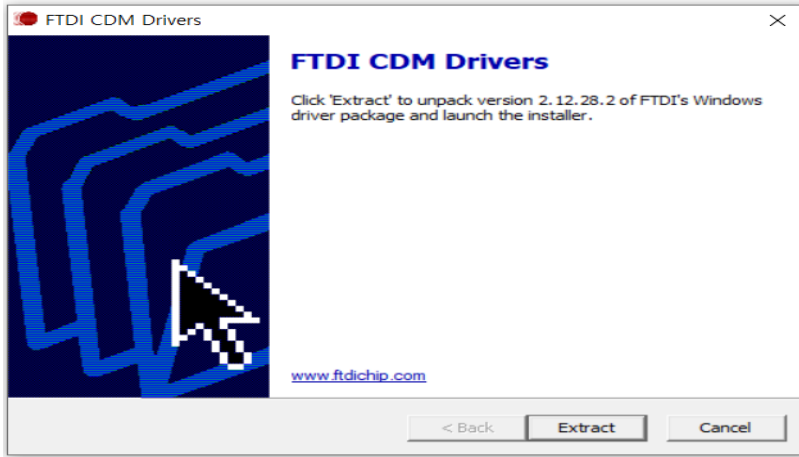 FTDI CDM Drivers
FTDI CDM Drivers
Click 'Extract' to unpack version 2.12.28.2 of FTDI's Windows
driver package and launch the installer.
www.ftdichip.com
< Back
Extract
Cancel